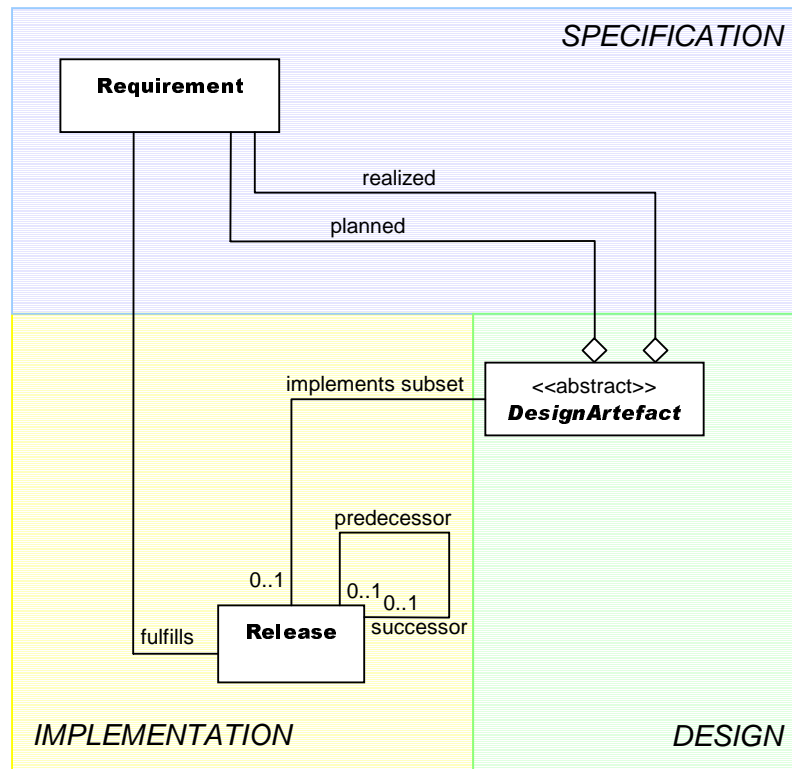 SPECIFICATION
Requirement
realized
planned
implements subset
<<abstract>>
DesignArtefact
predecessor
0..1
0..1
0..1
Release
successor
fulfills
IMPLEMENTATION
DESIGN